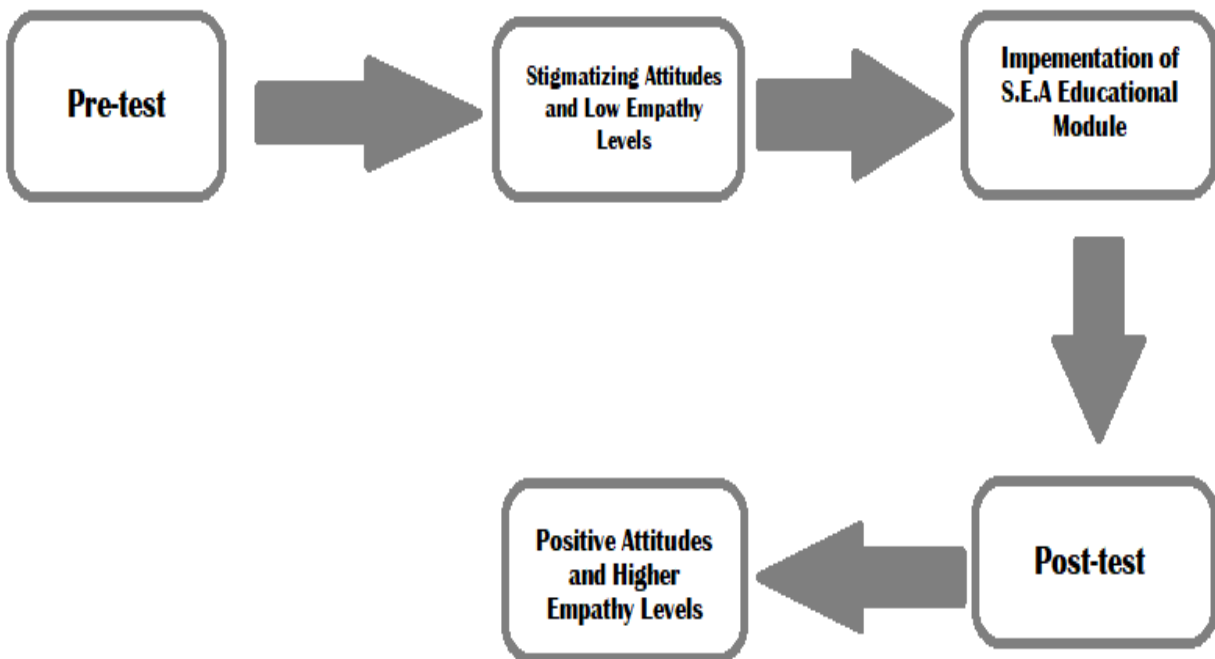 Pre-test
Stigmatizing Attitudes
and Low Empathy
Levels
Impementation of
S.E.A Educational
Module
Positive Attitudes
and Higher
Empathy Levels
Post-test